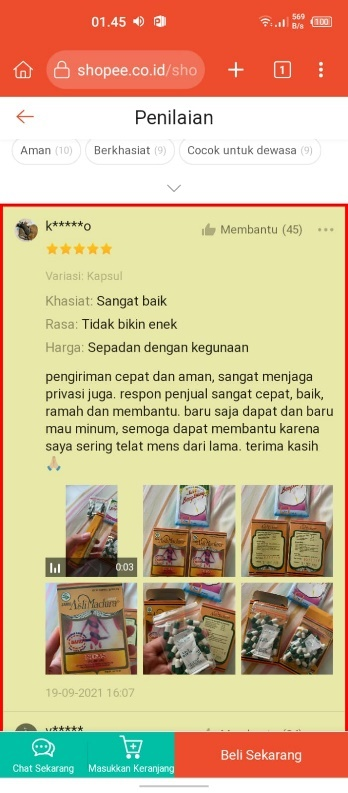 01.45
569
B/s
100
shopee.co.id/sho
1
Penilaian
Aman (10)
Berkhasiat (9)
Cocok untuk dewasa (9)
k*****o
Membantu (45)
Variasi: Kapsul
Khasiat: Sangat baik
Rasa: Tidak bikin enek
Harga: Sepadan dengan kegunaan
pengiriman cepat dan aman, sangat menjaga
privasi juga. respon penjual sangat cepat, baik,
ramah dan membantu. baru saja dapat dan baru
mau minum, semoga dapat membantu karena
saya sering telat mens dari lama. terima kasih
🙏🏻
0:03
Asli Madura
19-09-2021 16:07
Chat Sekarang
Masukkan Keranjang
Beli Sekarang